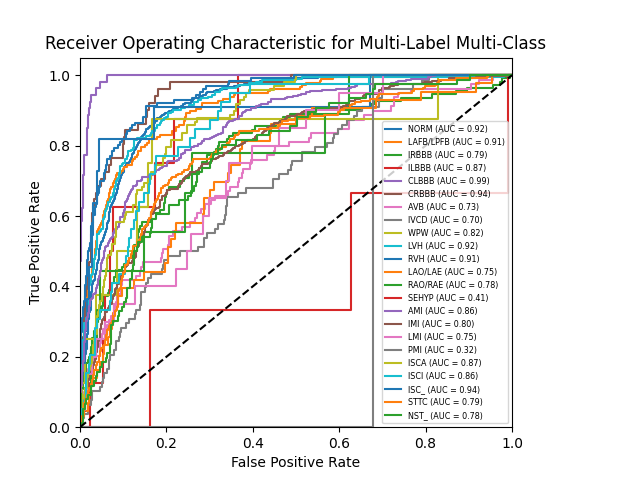 Receiver Operating Characteristic for Multi-Label Multi-Class
True Positive Rate
1.0
0.8
0.6
0.4
0.2
0.0
NORM (AUC = 0.92)
LAFB/LPFB (AUC = 0.91)
IRBBB (AUC = 0.79)
ILBBB (AUC = 0.87)
CLBBB (AUC = 0.99)
CRBBB (AUC = 0.94)
AVB (AUC = 0.73)
IVCD (AUC = 0.70)
WPW (AUC = 0.82)
LVH (AUC = 0.92)
RVH (AUC = 0.91)
LAO/LAE (AUC = 0.75)
RAO/RAE (AUC = 0.78)
SEHYP (AUC = 0.41)
AMI (AUC = 0.86)
IMI (AUC = 0.80)
LMI (AUC = 0.75)
PMI (AUC = 0.32)
ISCA (AUC = 0.87)
ISCI (AUC = 0.86)
ISC_ (AUC = 0.94)
STTC (AUC = 0.79)
NST_ (AUC = 0.78)
0.0 0.2 0.4 0.6 0.8 1.0
False Positive Rate